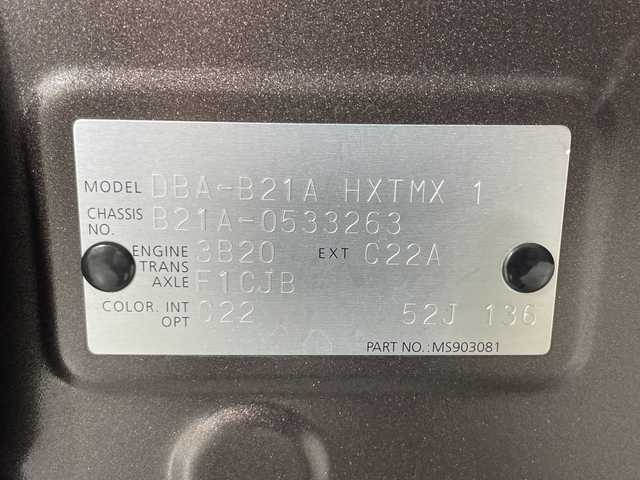 MODEL DBA-B21A HXTMX 1
CHASSIS NO. B21A-0533263
ENGINE 3B20 EXT C22A
TRANS AXLE F1CJB
COLOR. INT OPT C22 52J 136
PART NO.:MS903081